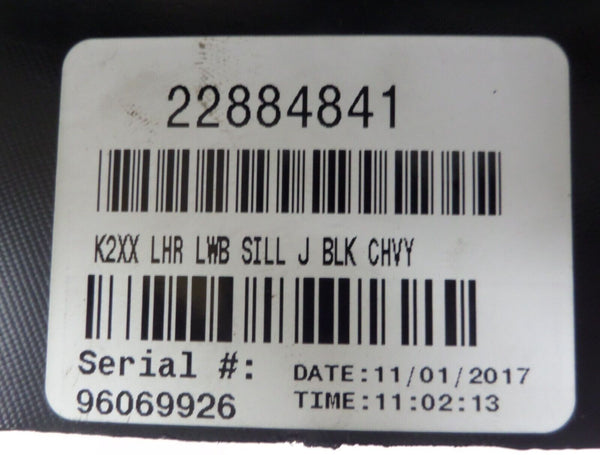 22884841
K2XX LHR LWB SILL J BLK CHVY
Serial #:
96069926
DATE:11/01/2017
TIME:11:02:13